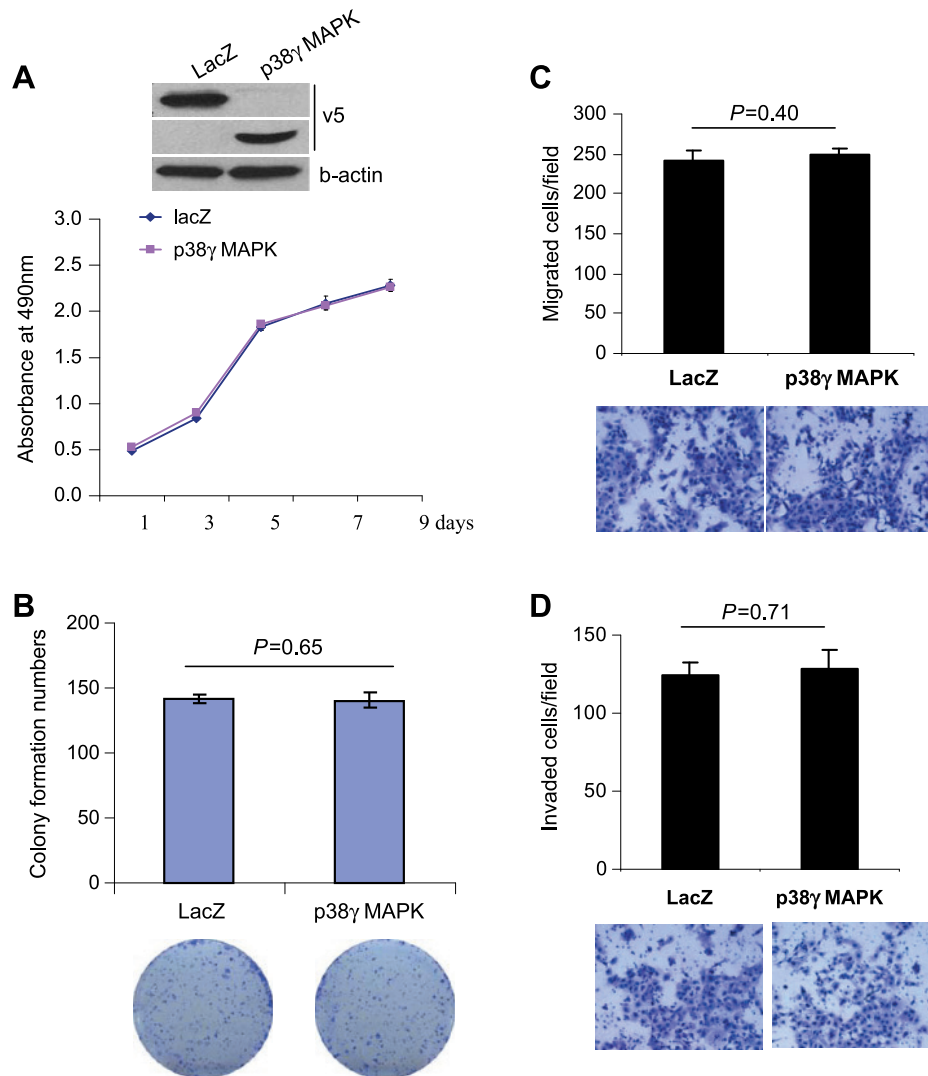 A
LacZ
p38γ MAPK
v5
b-actin
lacZ
p38γ MAPK
Absorbance at 490nm
3.0
2.5
2.0
1.5
1.0
0.5
0.0
1 3 5 7 9 days
B
Colony formation numbers
200
150
100
50
0
P=0.65
LacZ p38γ MAPK
C
Migrated cells/field
300
250
200
150
100
50
0
P=0.40
LacZ p38γ MAPK
D
Invaded cells/field
150
100
50
0
P=0.71
LacZ p38γ MAPK